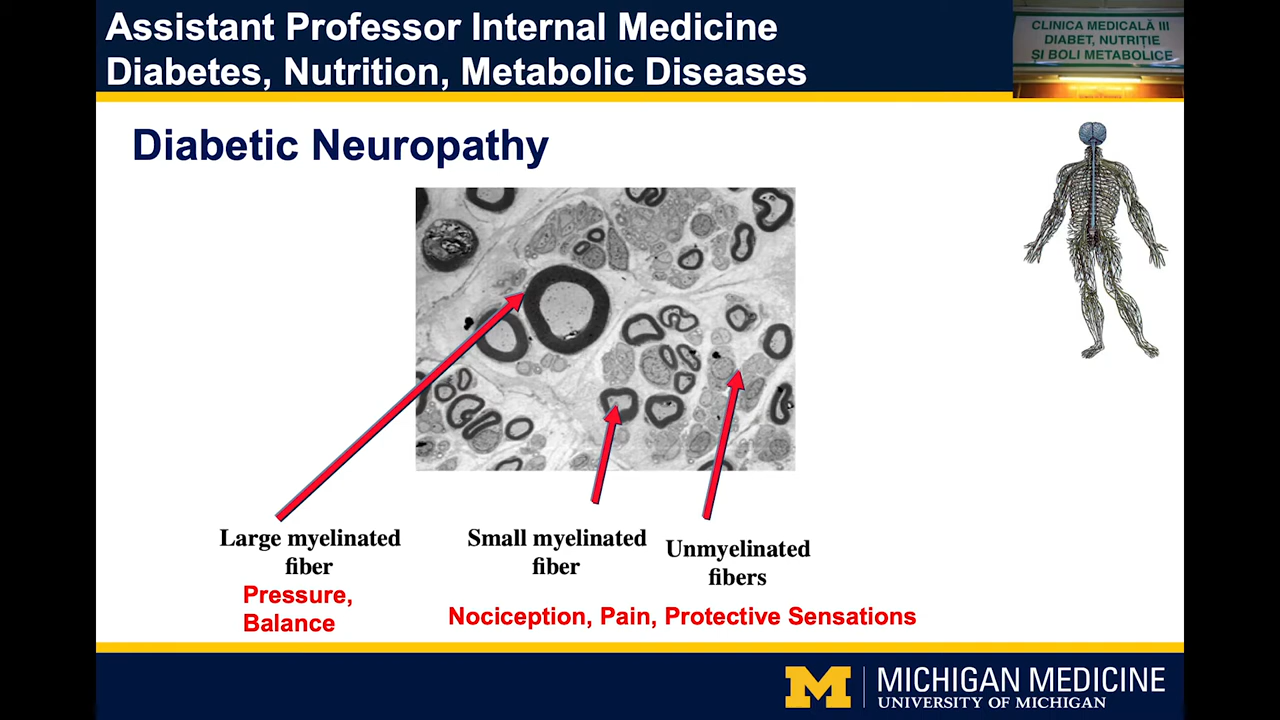 Assistant Professor Internal Medicine
Diabetes, Nutrition, Metabolic Diseases
CLINICA MEDICALĂ III
DIABET, NUTRIȚIE
ȘI BOLI METABOLICE
Diabetic Neuropathy
Large myelinated
fiber
Pressure,
Balance
Small myelinated
fiber
Unmyelinated
fibers
Nociception, Pain, Protective Sensations
M
MICHIGAN MEDICINE
UNIVERSITY OF MICHIGAN